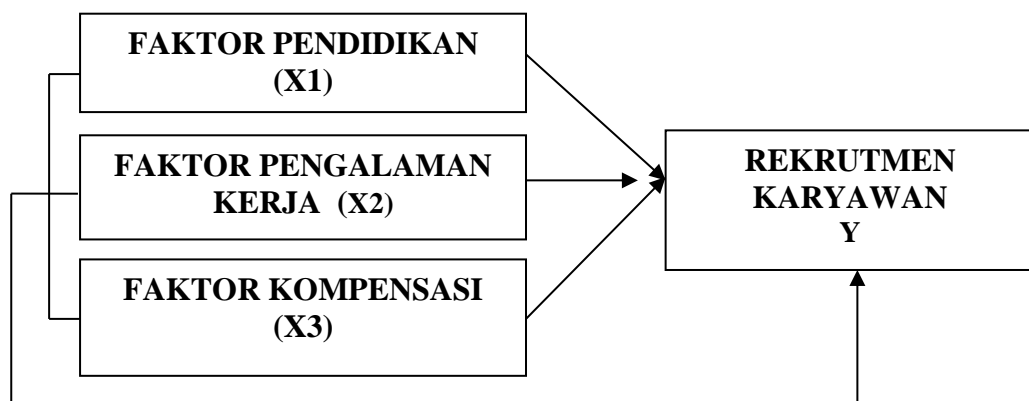 FAKTOR PENDIDIKAN
(X1)
FAKTOR PENGALAMAN
KERJA (X2)
FAKTOR KOMPENSASI
(X3)
REKRUTMEN
KARYAWAN
Y